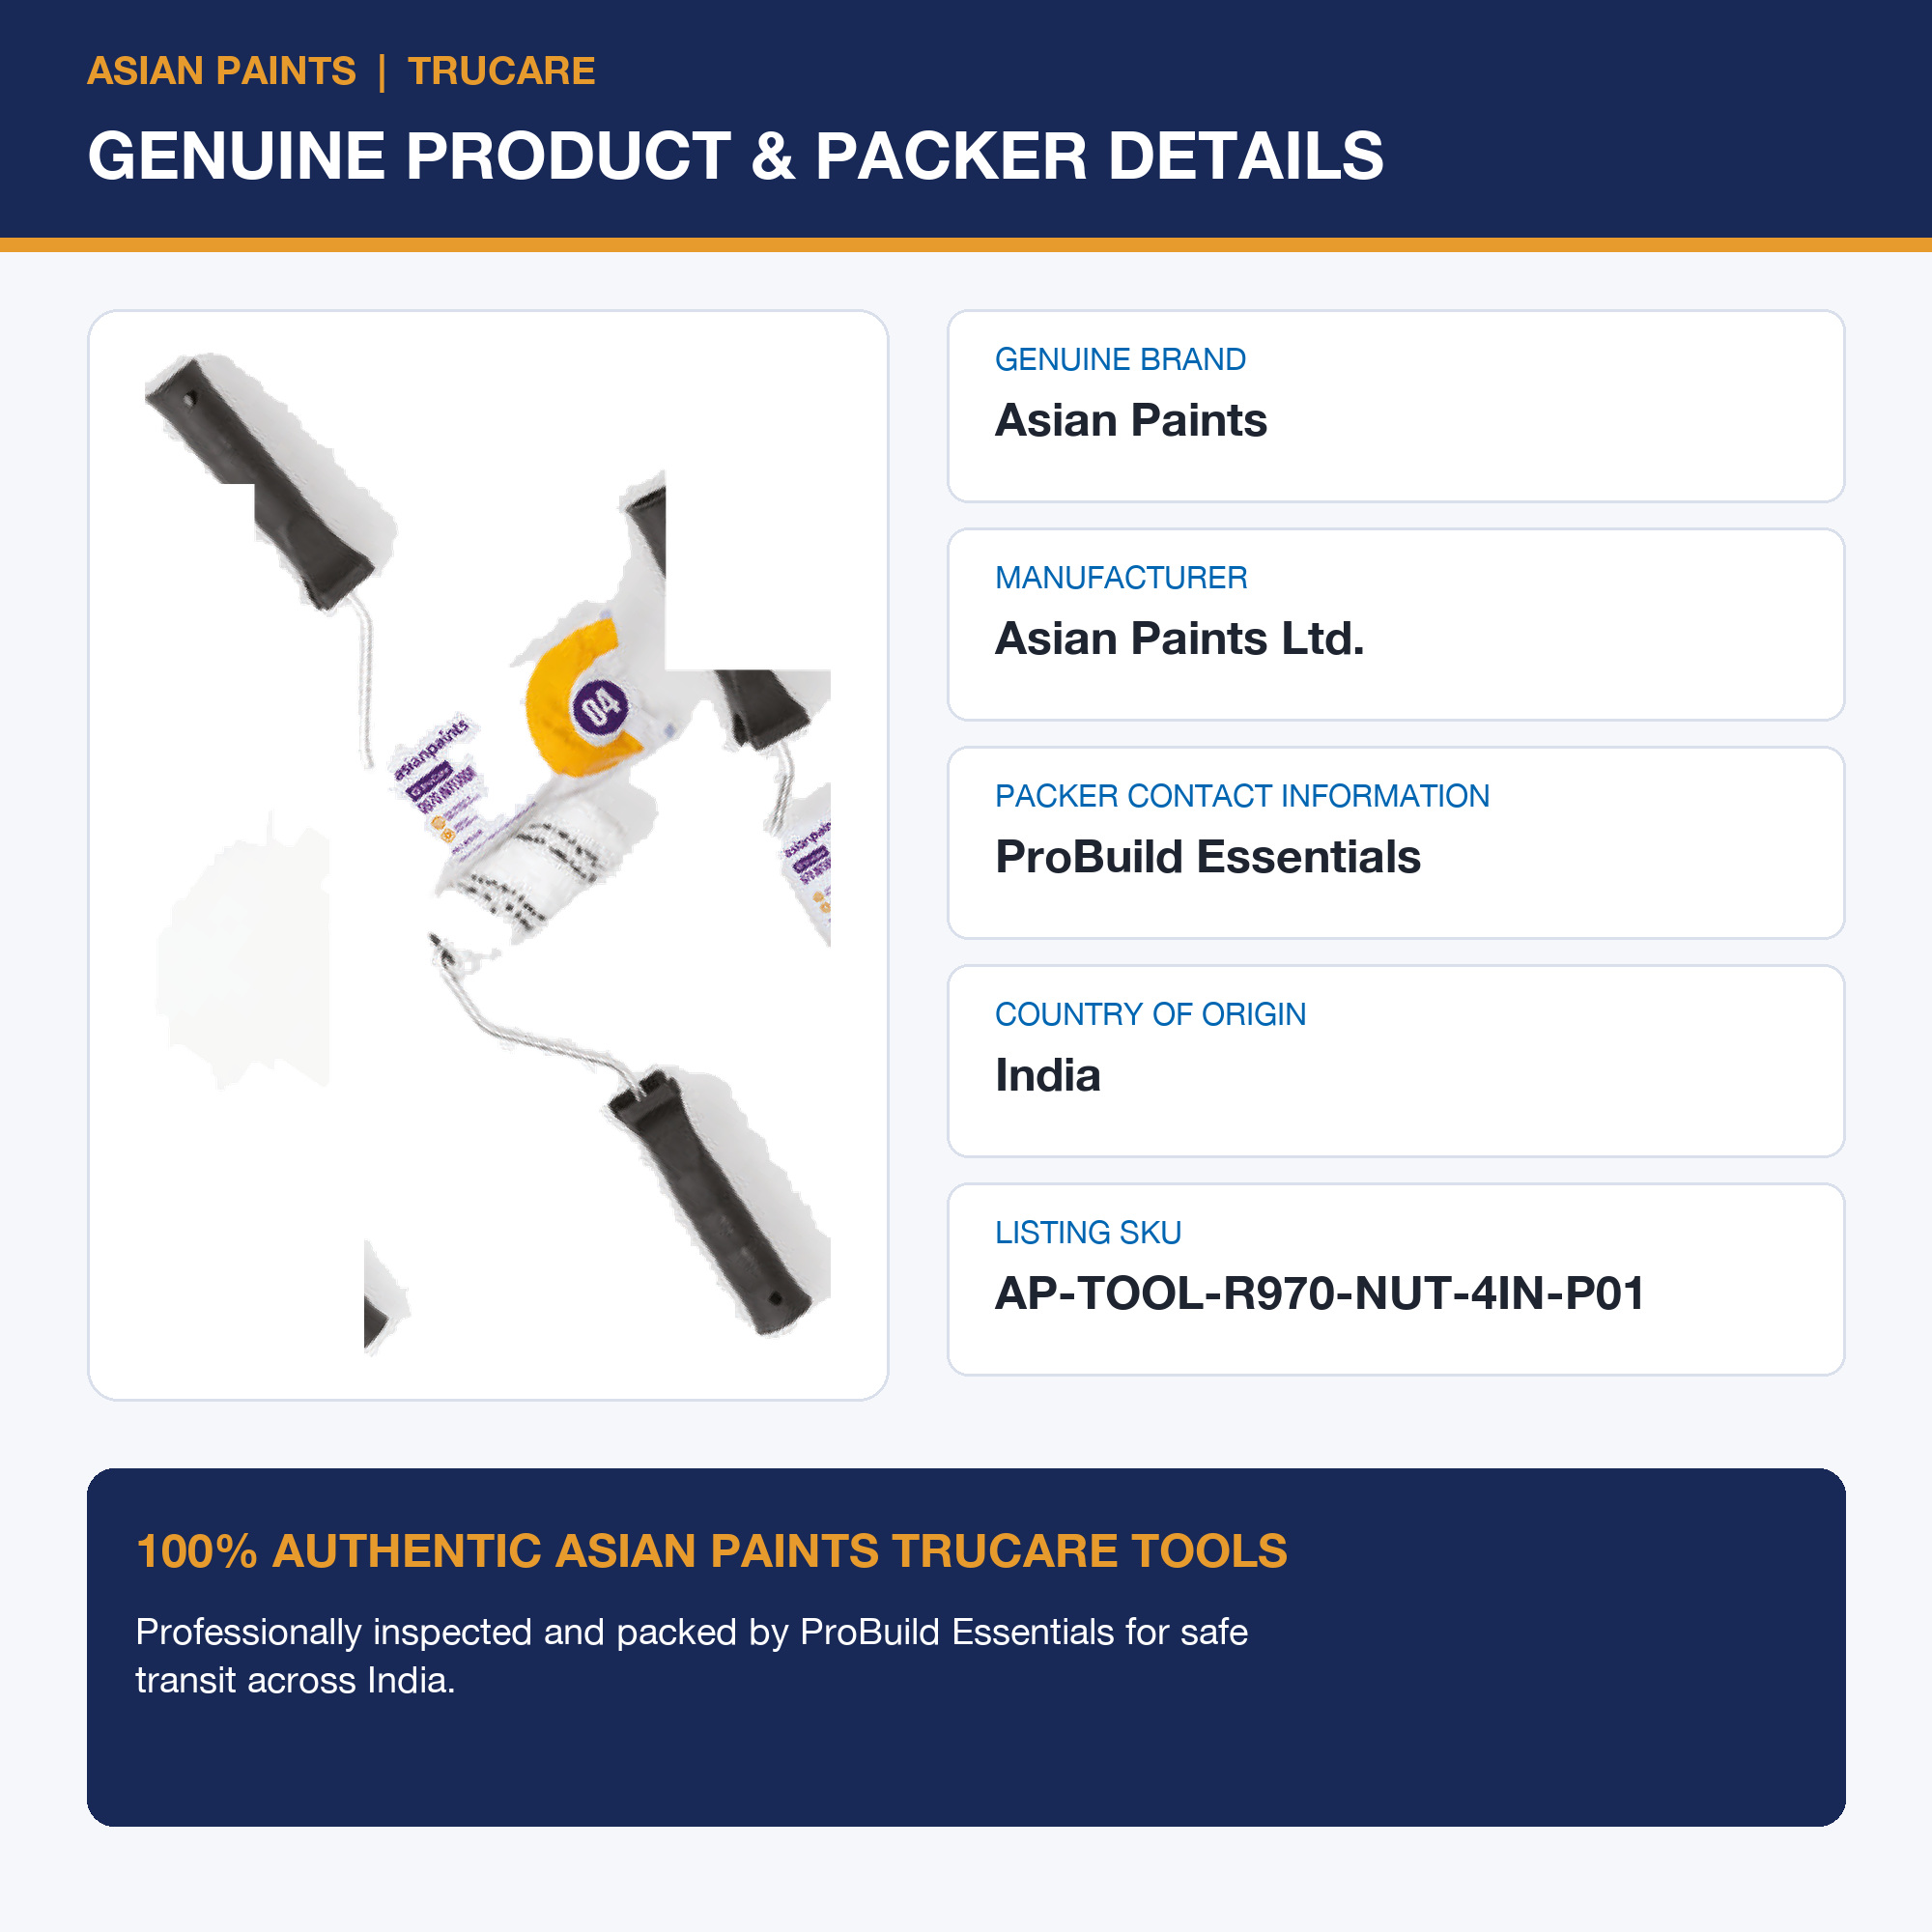 ASIAN PAINTS | TRUCARE
GENUINE PRODUCT & PACKER DETAILS
04
asianpaints
asianpain
GENUINE BRAND
Asian Paints
MANUFACTURER
Asian Paints Ltd.
PACKER CONTACT INFORMATION
ProBuild Essentials
COUNTRY OF ORIGIN
India
LISTING SKU
AP-TOOL-R970-NUT-4IN-P01
100% AUTHENTIC ASIAN PAINTS TRUCARE TOOLS
Professionally inspected and packed by ProBuild Essentials for safe
transit across India.